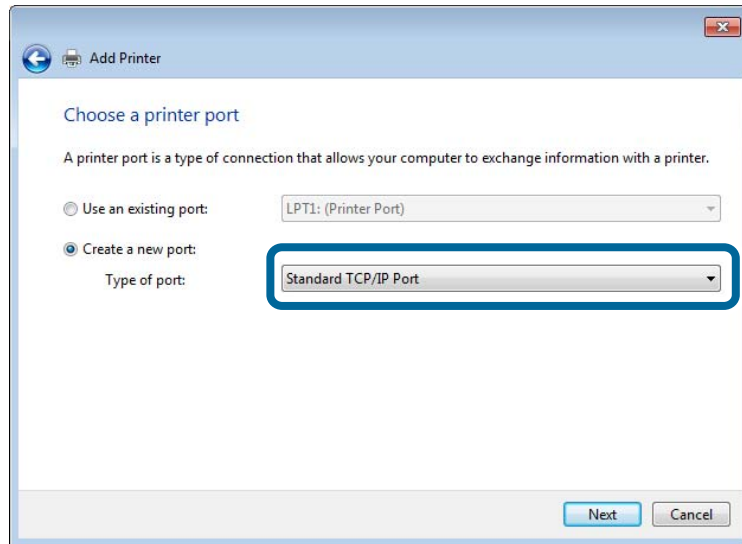 Add Printer
Choose a printer port
A printer port is a type of connection that allows your computer to exchange information with a printer.
Use an existing port: LPT1: (Printer Port)
Create a new port:
Type of port: Standard TCP/IP Port
Next Cancel